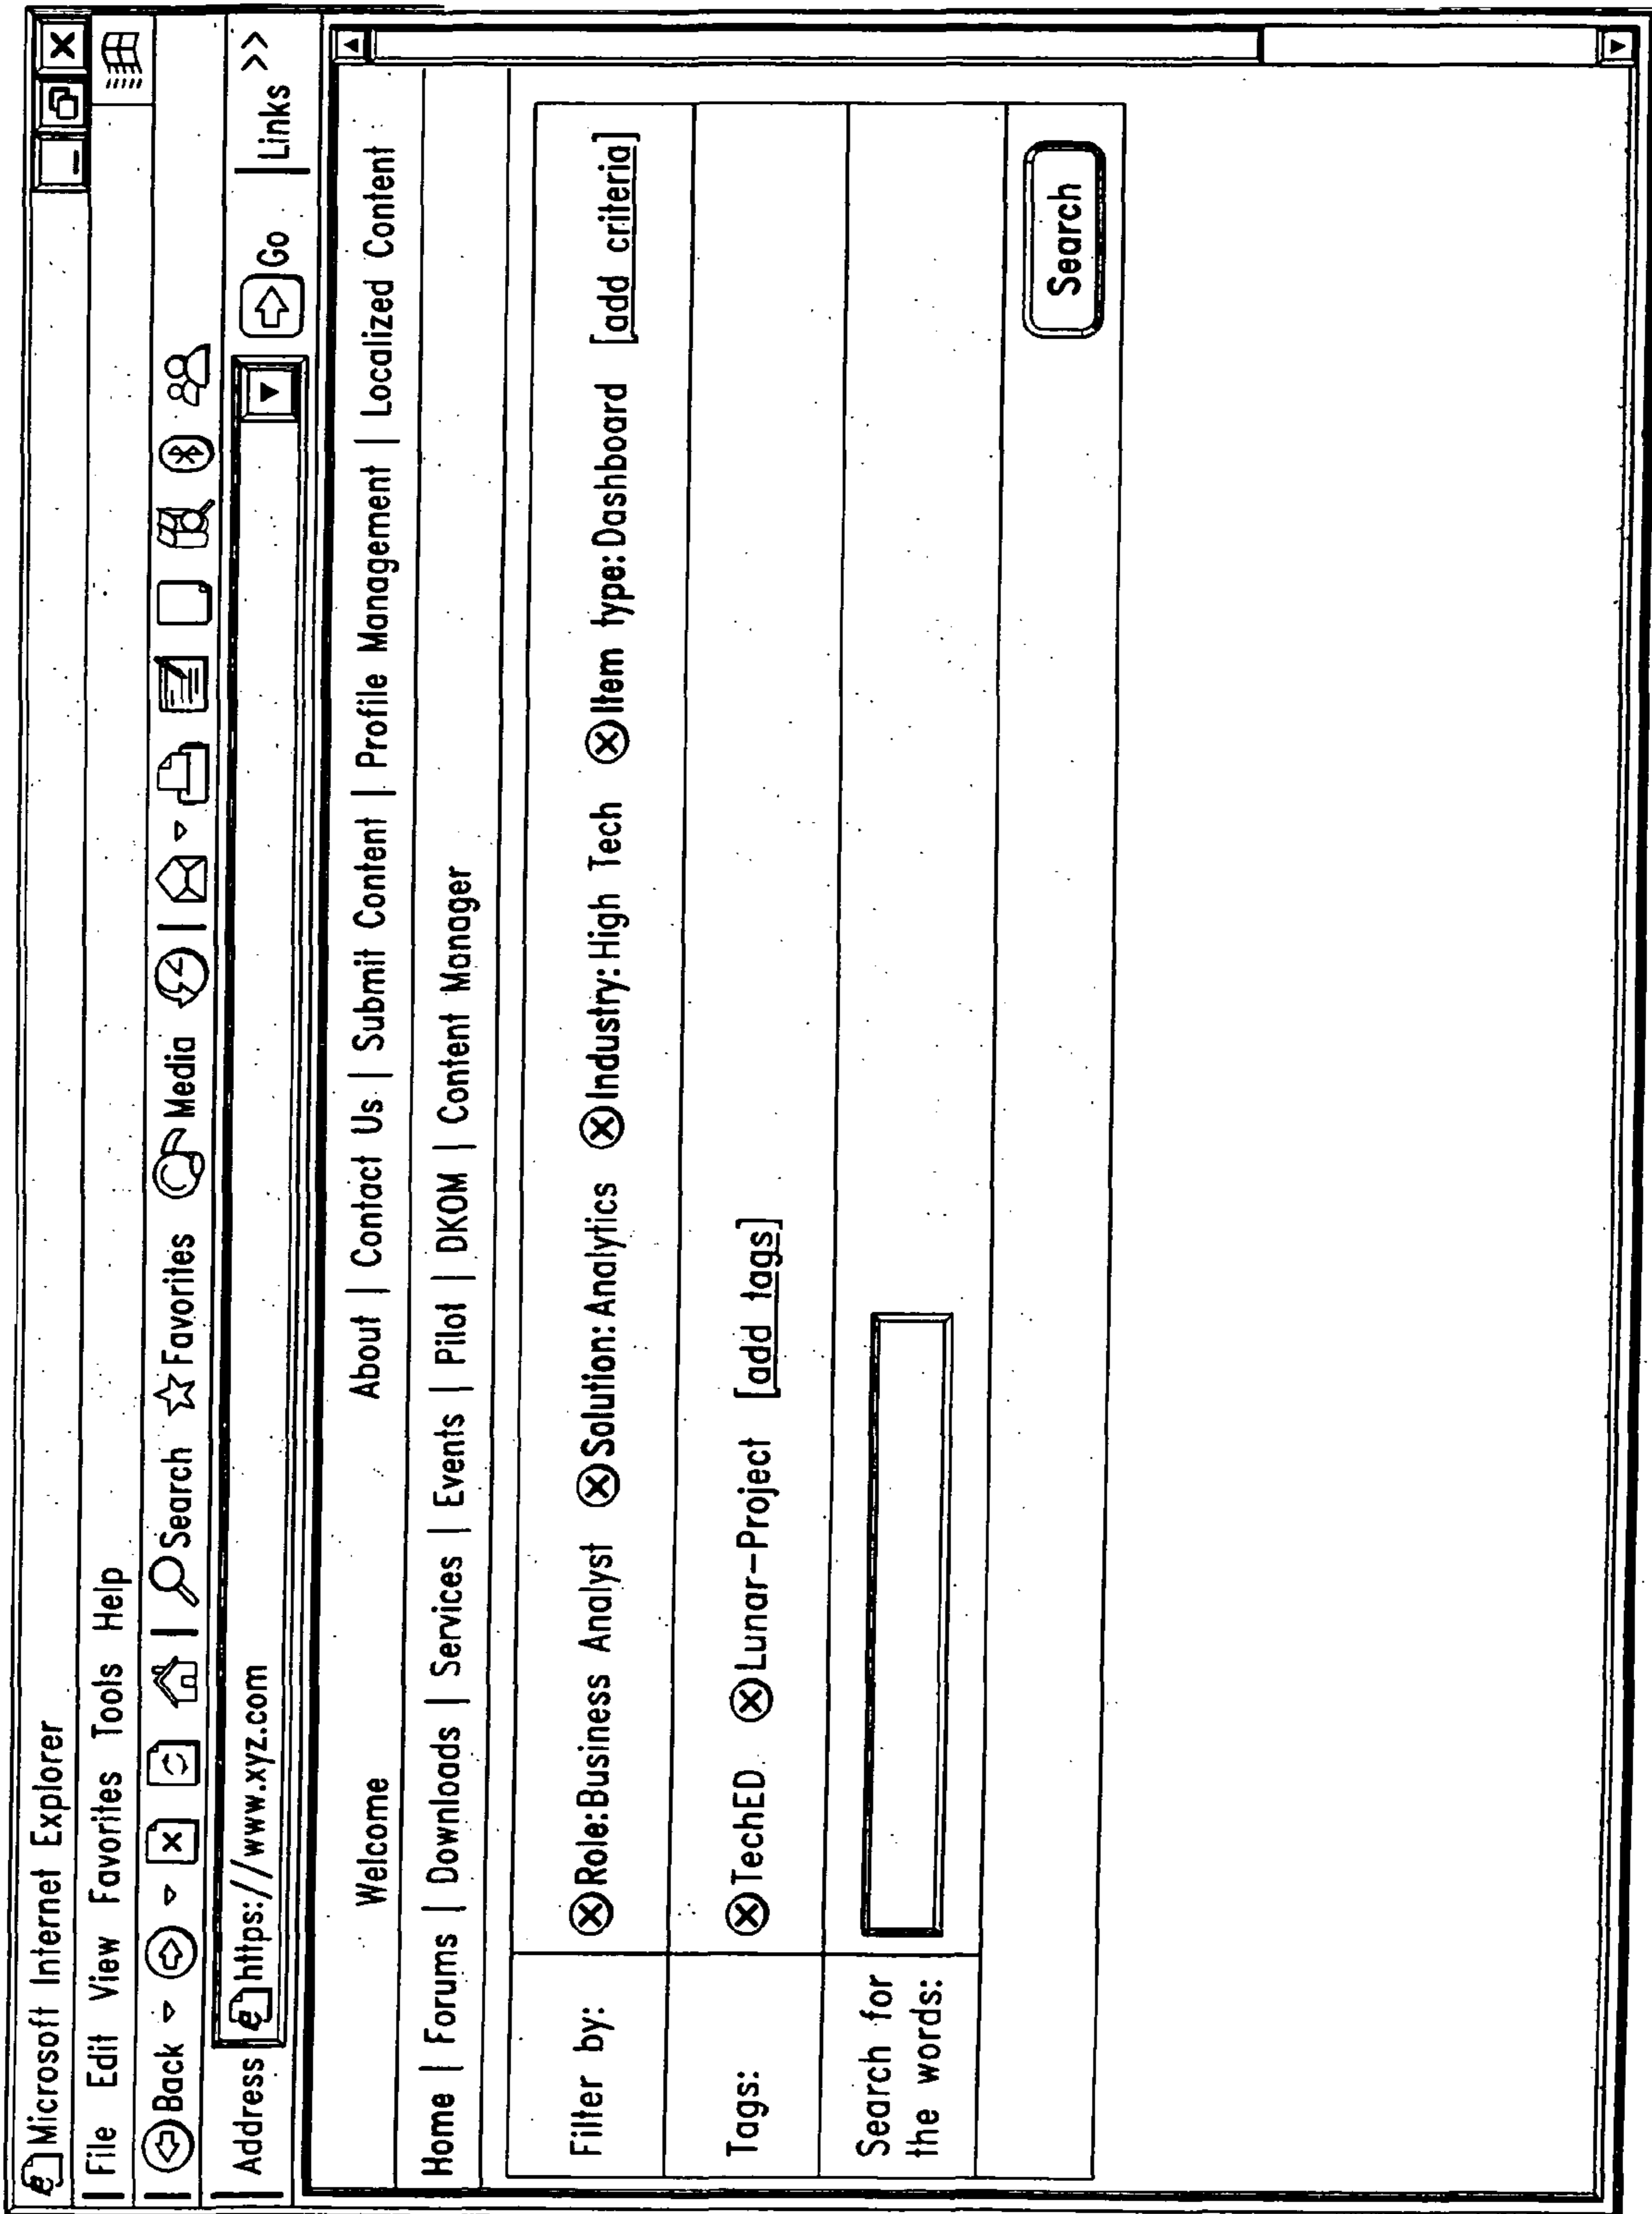 Microsoft Internet Explorer
File Edit View Favorites Tools Help
Back Search Favorites Media
Address https://www.xyz.com Go Links >>
Welcome About | Contact Us | Submit Content | Profile Management | Localized Content
Home | Forums | Downloads | Services | Events | Pilot | DKOM | Content Manager
Filter by: Role:Business Analyst Solution:Analytics Industry:High Tech Item type:Dashboard [add criteria]
Tags: TechED Lunar-Project [add tags]
Search for
the words:
Search